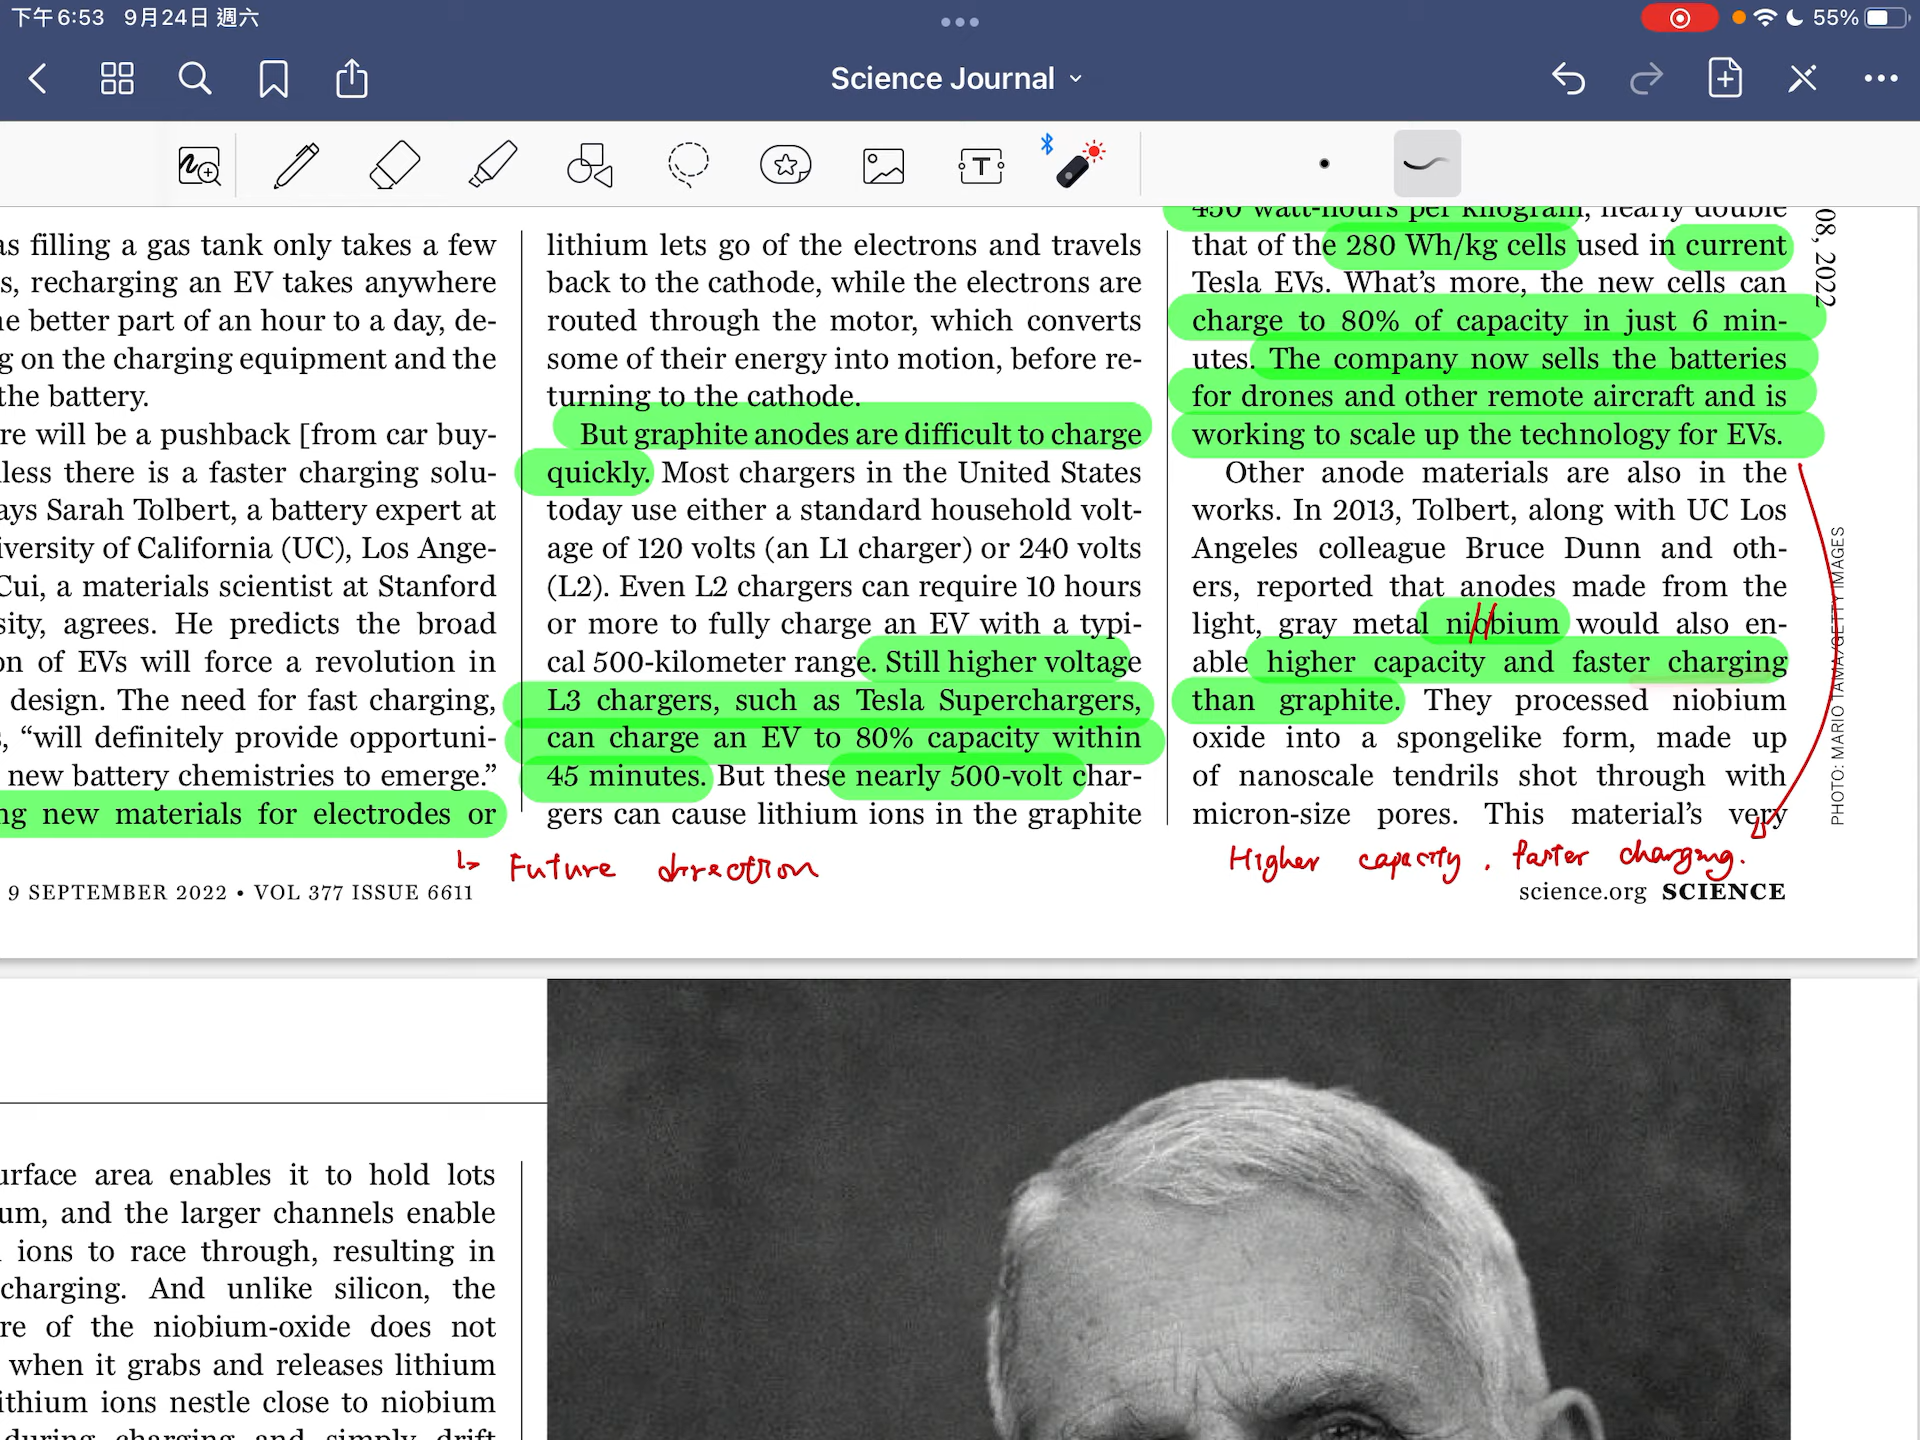 下午6:53 9月24日 週六
55%
Science Journal
T
as filling a gas tank only takes a few
s, recharging an EV takes anywhere
he better part of an hour to a day, de-
g on the charging equipment and the
the battery.
re will be a pushback [from car buy-
less there is a faster charging solu-
ays Sarah Tolbert, a battery expert at
iversity of California (UC), Los Ange-
Cui, a materials scientist at Stanford
sity, agrees. He predicts the broad
on of EVs will force a revolution in
design. The need for fast charging,
s, “will definitely provide opportuni-
new battery chemistries to emerge.”
ng new materials for electrodes or
lithium lets go of the electrons and travels
back to the cathode, while the electrons are
routed through the motor, which converts
some of their energy into motion, before re-
turning to the cathode.
But graphite anodes are difficult to charge
quickly. Most chargers in the United States
today use either a standard household volt-
age of 120 volts (an L1 charger) or 240 volts
(L2). Even L2 chargers can require 10 hours
or more to fully charge an EV with a typi-
cal 500-kilometer range. Still higher voltage
L3 chargers, such as Tesla Superchargers,
can charge an EV to 80% capacity within
45 minutes. But these nearly 500-volt char-
gers can cause lithium ions in the graphite
450 watt-hours per kilogram, nearly double
that of the 280 Wh/kg cells used in current
Tesla EVs. What’s more, the new cells can
charge to 80% of capacity in just 6 min-
utes. The company now sells the batteries
for drones and other remote aircraft and is
working to scale up the technology for EVs.
Other anode materials are also in the
works. In 2013, Tolbert, along with UC Los
Angeles colleague Bruce Dunn and oth-
ers, reported that anodes made from the
light, gray metal niobium would also en-
able higher capacity and faster charging
than graphite. They processed niobium
oxide into a spongelike form, made up
of nanoscale tendrils shot through with
micron-size pores. This material’s very
08, 2022
PHOTO: MARIO TAMA/GETTY IMAGES
Future direction
Higher capacity, faster charging.
9 SEPTEMBER 2022 • VOL 377 ISSUE 6611
science.org SCIENCE
urface area enables it to hold lots
um, and the larger channels enable
ions to race through, resulting in
charging. And unlike silicon, the
re of the niobium-oxide does not
when it grabs and releases lithium
ithium ions nestle close to niobium
during charging and simply drift